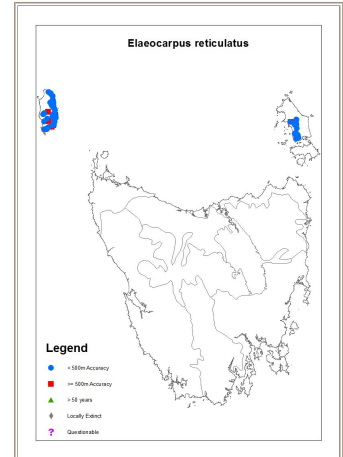 Elaeocarpus reticulatus
Legend
< 500m Accuracy
>= 500m Accuracy
> 50 years
Locally Extinct
? Questionable